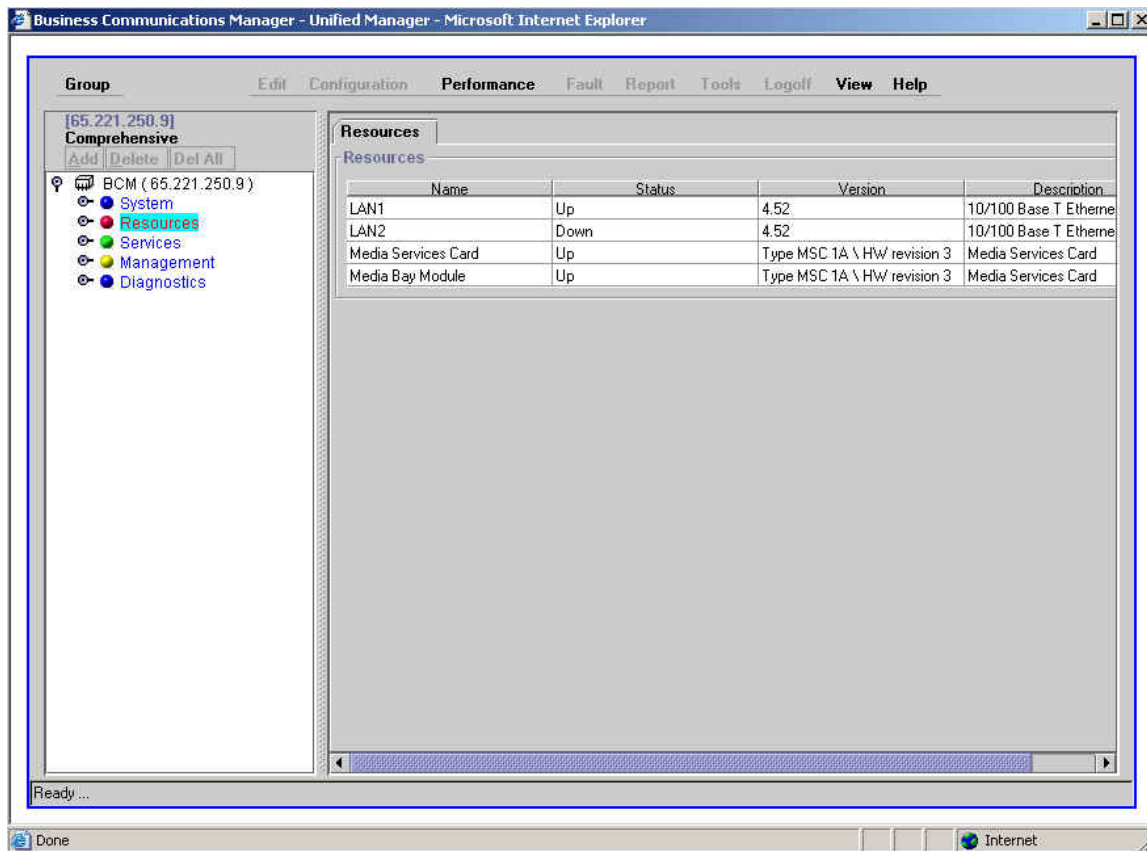 Business Communications Manager - Unified Manager - Microsoft Internet Explorer
Group Edit Configuration Performance Fault Report Tools Logoff View Help
[65.221.250.9]
Comprehensive
Add Delete Del All
BCM ( 65.221.250.9 )
System
Resources
Services
Management
Diagnostics
Resources
Resources
Name Status Version Description
LAN1 Up 4.52 10/100 Base T Etherne
LAN2 Down 4.52 10/100 Base T Etherne
Media Services Card Up Type MSC 1A \ HW revision 3 Media Services Card
Media Bay Module Up Type MSC 1A \ HW revision 3 Media Services Card
Ready ...
Done Internet